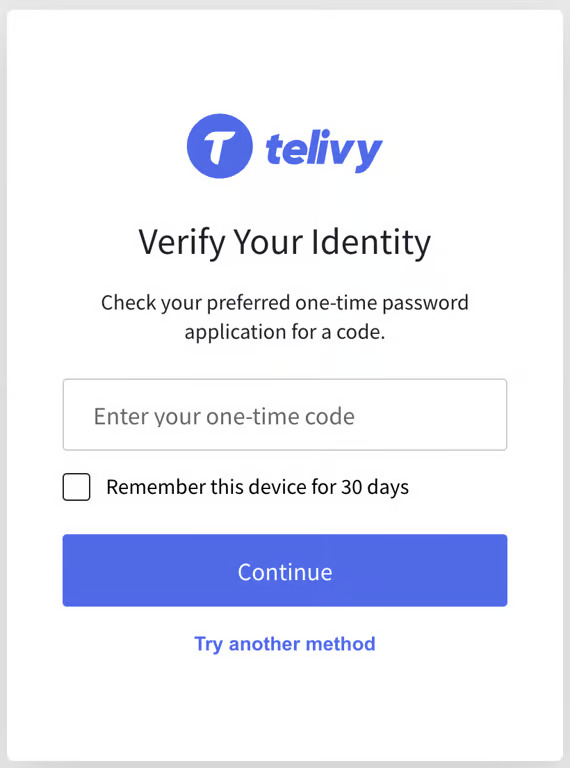 telivy
Verify Your Identity
Check your preferred one-time password
application for a code.
Enter your one-time code
Remember this device for 30 days
Continue
Try another method